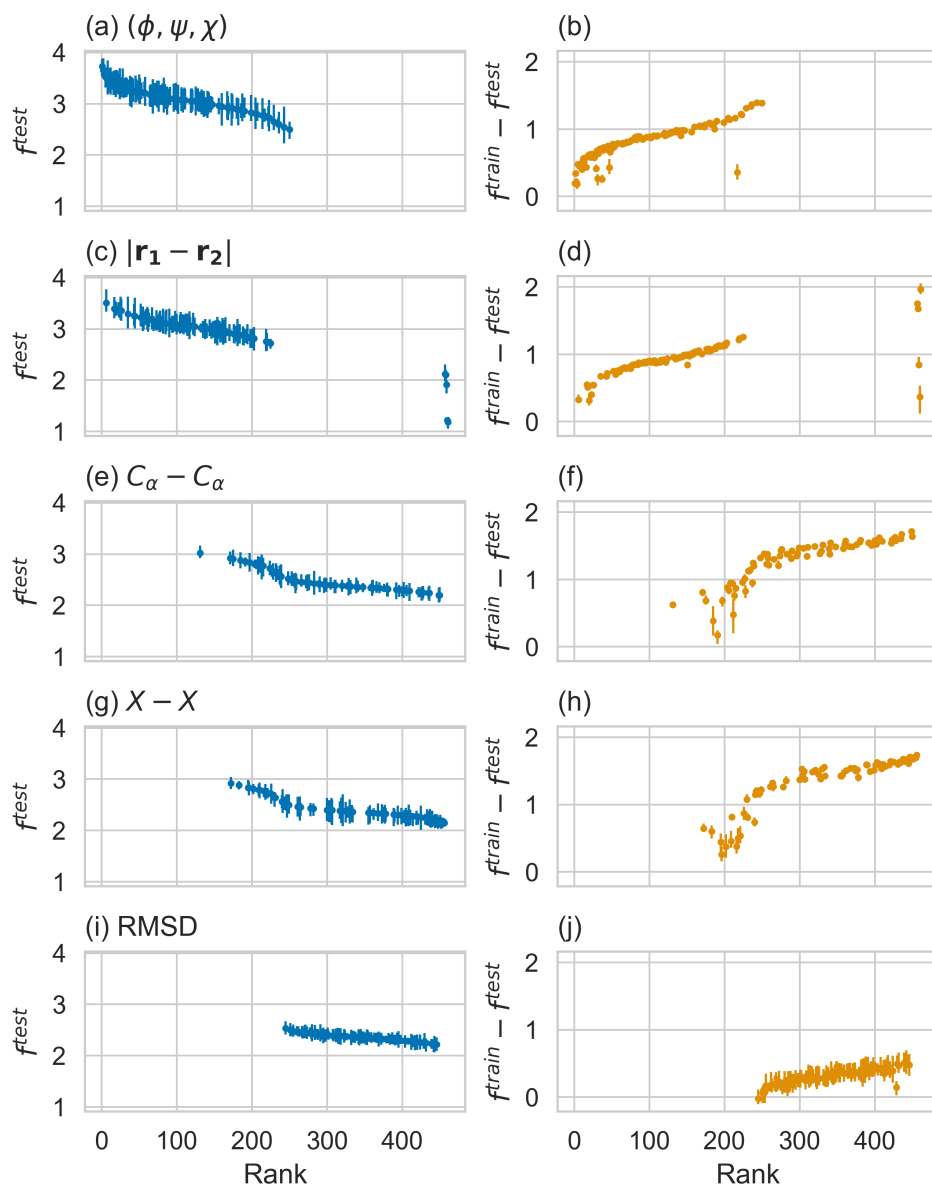 (a) (ϕ, ψ, χ)
(b)
4
3
2
1
f^test
2
1
0
f^train − f^test
(c) |r₁ − r₂|
(d)
4
3
2
1
f^test
2
1
0
f^train − f^test
(e) Cα − Cα
(f)
4
3
2
1
f^test
2
1
0
f^train − f^test
(g) X − X
(h)
4
3
2
1
f^test
2
1
0
f^train − f^test
(i) RMSD
(j)
4
3
2
1
f^test
2
1
0
f^train − f^test
0 100 200 300 400
0 100 200 300 400
Rank
Rank